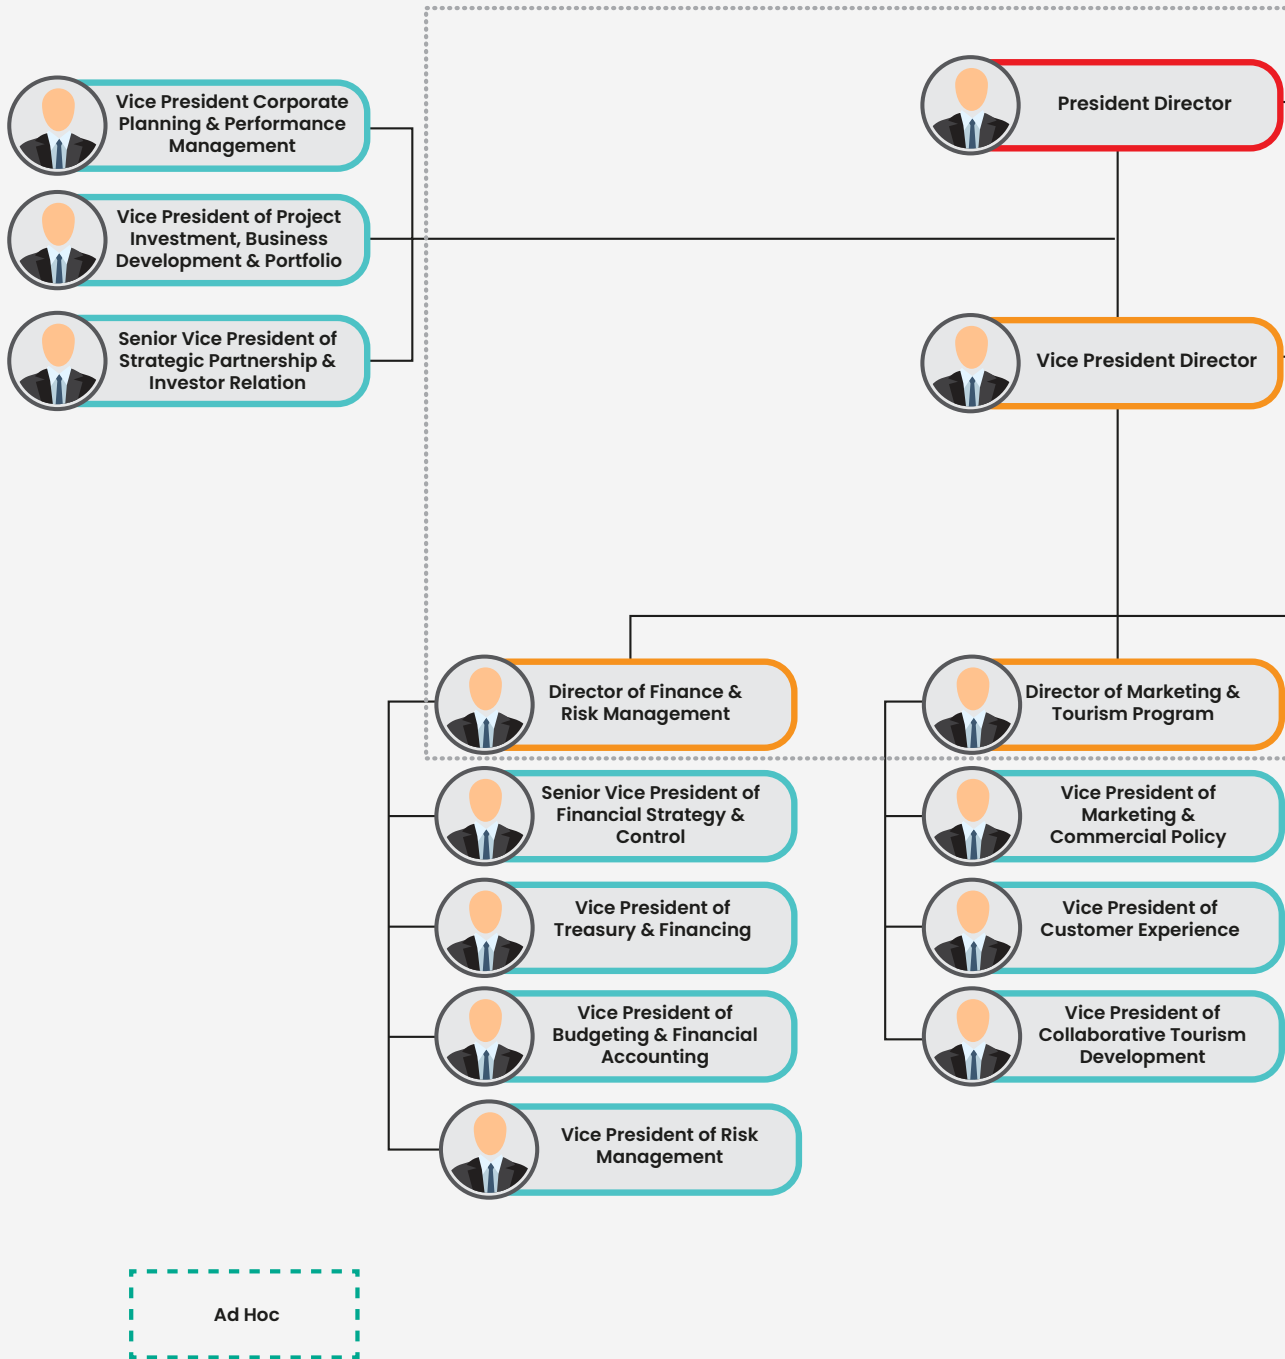 Vice President Corporate
Planning & Performance
Management
President Director
Vice President of Project
Investment, Business
Development & Portfolio
Senior Vice President of
Strategic Partnership &
Investor Relation
Vice President Director
Director of Finance &
Risk Management
Director of Marketing &
Tourism Program
Senior Vice President of
Financial Strategy &
Control
Vice President of
Marketing &
Commercial Policy
Vice President of
Treasury & Financing
Vice President of
Customer Experience
Vice President of
Budgeting & Financial
Accounting
Vice President of
Collaborative Tourism
Development
Vice President of Risk
Management
Ad Hoc